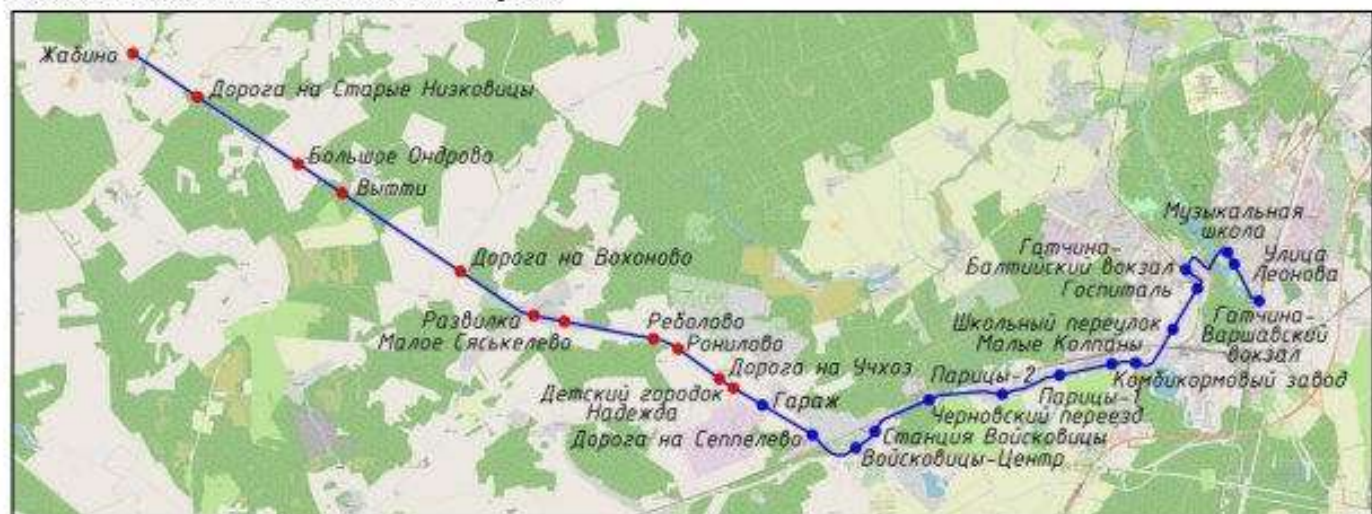 Жабино
Дорога на Старые Низковицы
Большое Ондрово
Вытти
Дорога на Вохоново
Развилка
Малое Сяськелево
Реболово
Ронилово
Дорога на Учхоз
Детский городок
Надежда
Гараж
Дорога на Сеппелево
Войсковицы-Центр
Станция Войсковицы
Черновский переезд
Парицы-2
Парицы-1
Комбикормовый завод
Малые Колпаны
Школьный переулок
Госпиталь
Гатчина-
Балтийский вокзал
Музыкальная
школа
Улица
Леонова
Гатчина-
Варшавский
вокзал